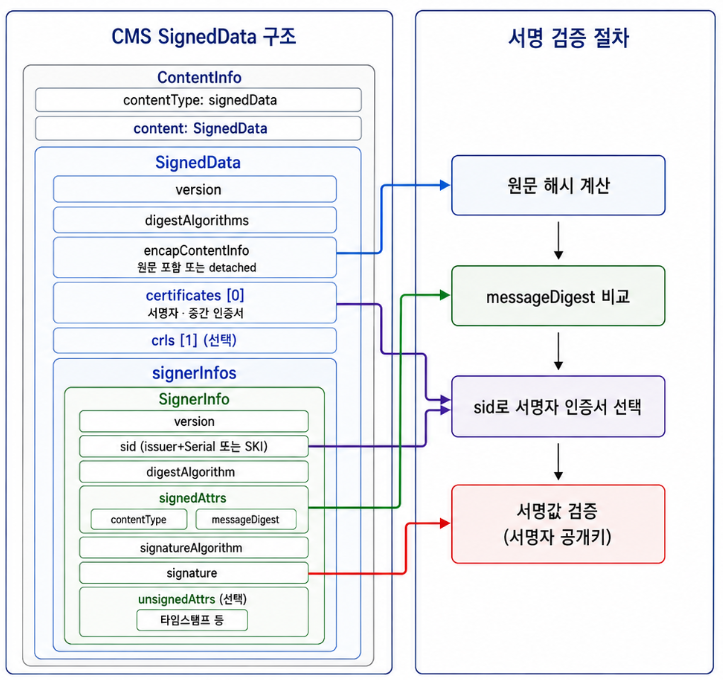 CMS SignedData 구조
ContentInfo
contentType: signedData
content: SignedData
SignedData
version
digestAlgorithms
encapContentInfo
원문 포함 또는 detached
certificates [0]
서명자 · 중간 인증서
crls [1] (선택)
signerInfos
SignerInfo
version
sid (issuer+Serial 또는 SKI)
digestAlgorithm
signedAttrs
contentType
messageDigest
signatureAlgorithm
signature
unsignedAttrs (선택)
타임스탬프 등
서명 검증 절차
원문 해시 계산
messageDigest 비교
sid로 서명자 인증서 선택
서명값 검증
(서명자 공개키)